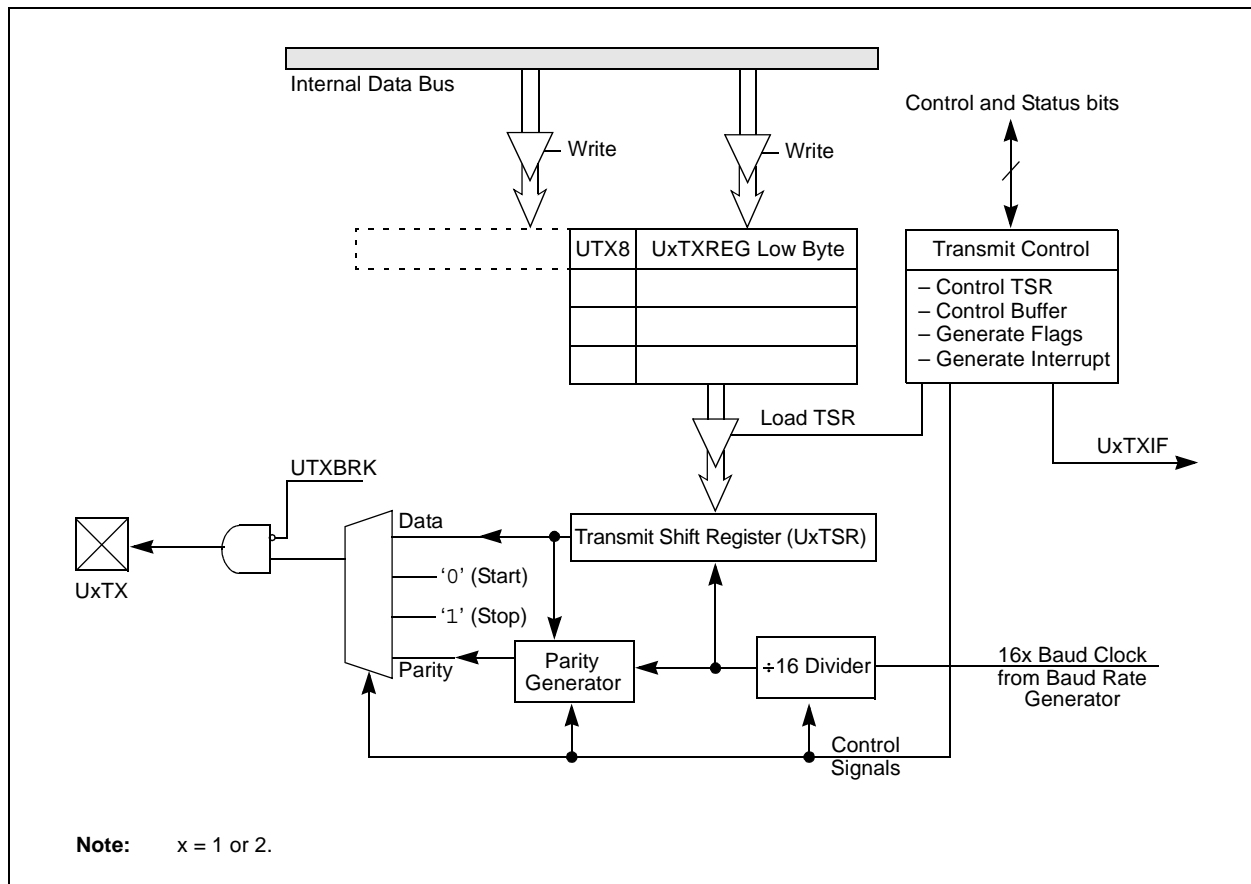 Internal Data Bus
Control and Status bits
Write
Write
UTX8
UxTXREG Low Byte
Transmit Control
– Control TSR
– Control Buffer
– Generate Flags
– Generate Interrupt
Load TSR
UxTXIF
UTXBRK
Data
Transmit Shift Register (UxTSR)
UxTX
‘0’ (Start)
‘1’ (Stop)
Parity
Parity
Generator
÷16 Divider
16x Baud Clock
from Baud Rate
Generator
Control
Signals
Note: x = 1 or 2.